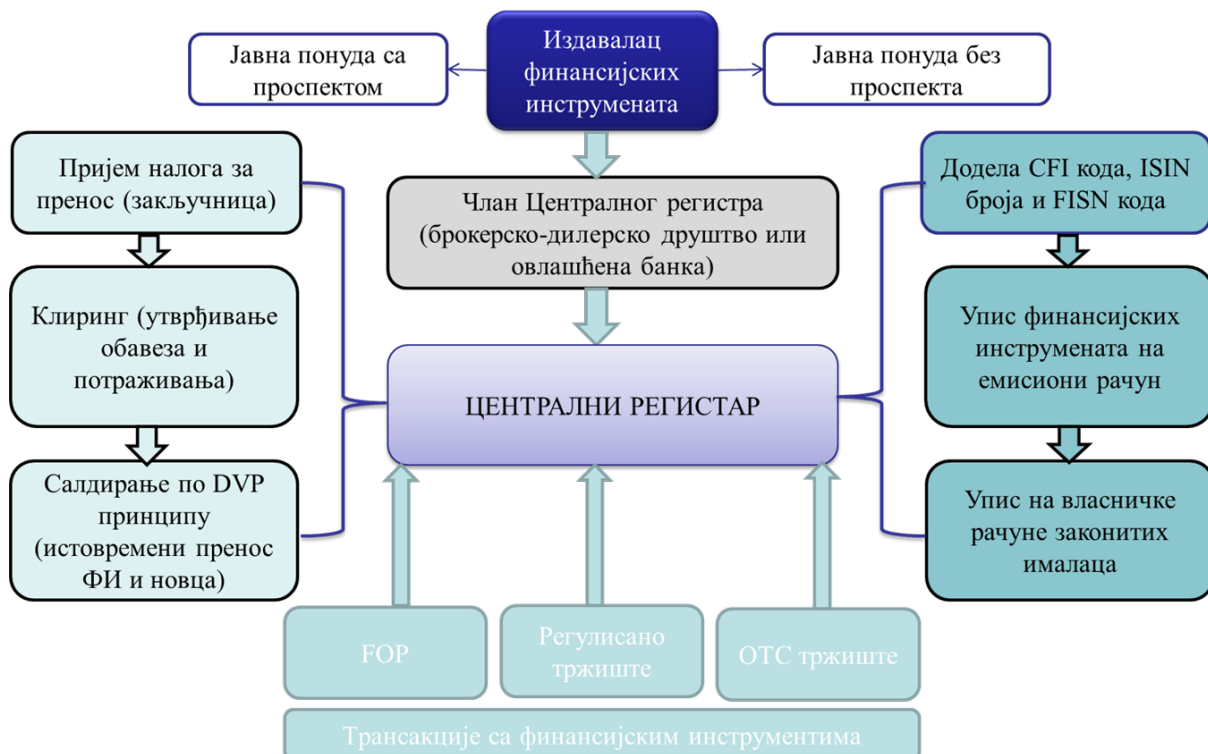 Издавалац
финансијских
инструмената
Јавна понуда са
проспектом
Јавна понуда без
проспекта
Пријем налога за
пренос (закључница)
Клиринг (утврђивање
обавеза и
потраживања)
Салдирање по DVP
принципу
(истовремени пренос
ФИ и новца)
Члан Централног регистра
(брокерско-дилерско друштво или
овлашћена банка)
ЦЕНТРАЛНИ РЕГИСТАР
Додела CFI кода, ISIN
броја и FISN кода
Упис финансијских
инструмената на
емисиони рачун
Упис на власничке
рачуне законитих
ималаца
FOP
Регулисано
тржиште
ОТС тржиште
Трансакције са финансијским инструментима